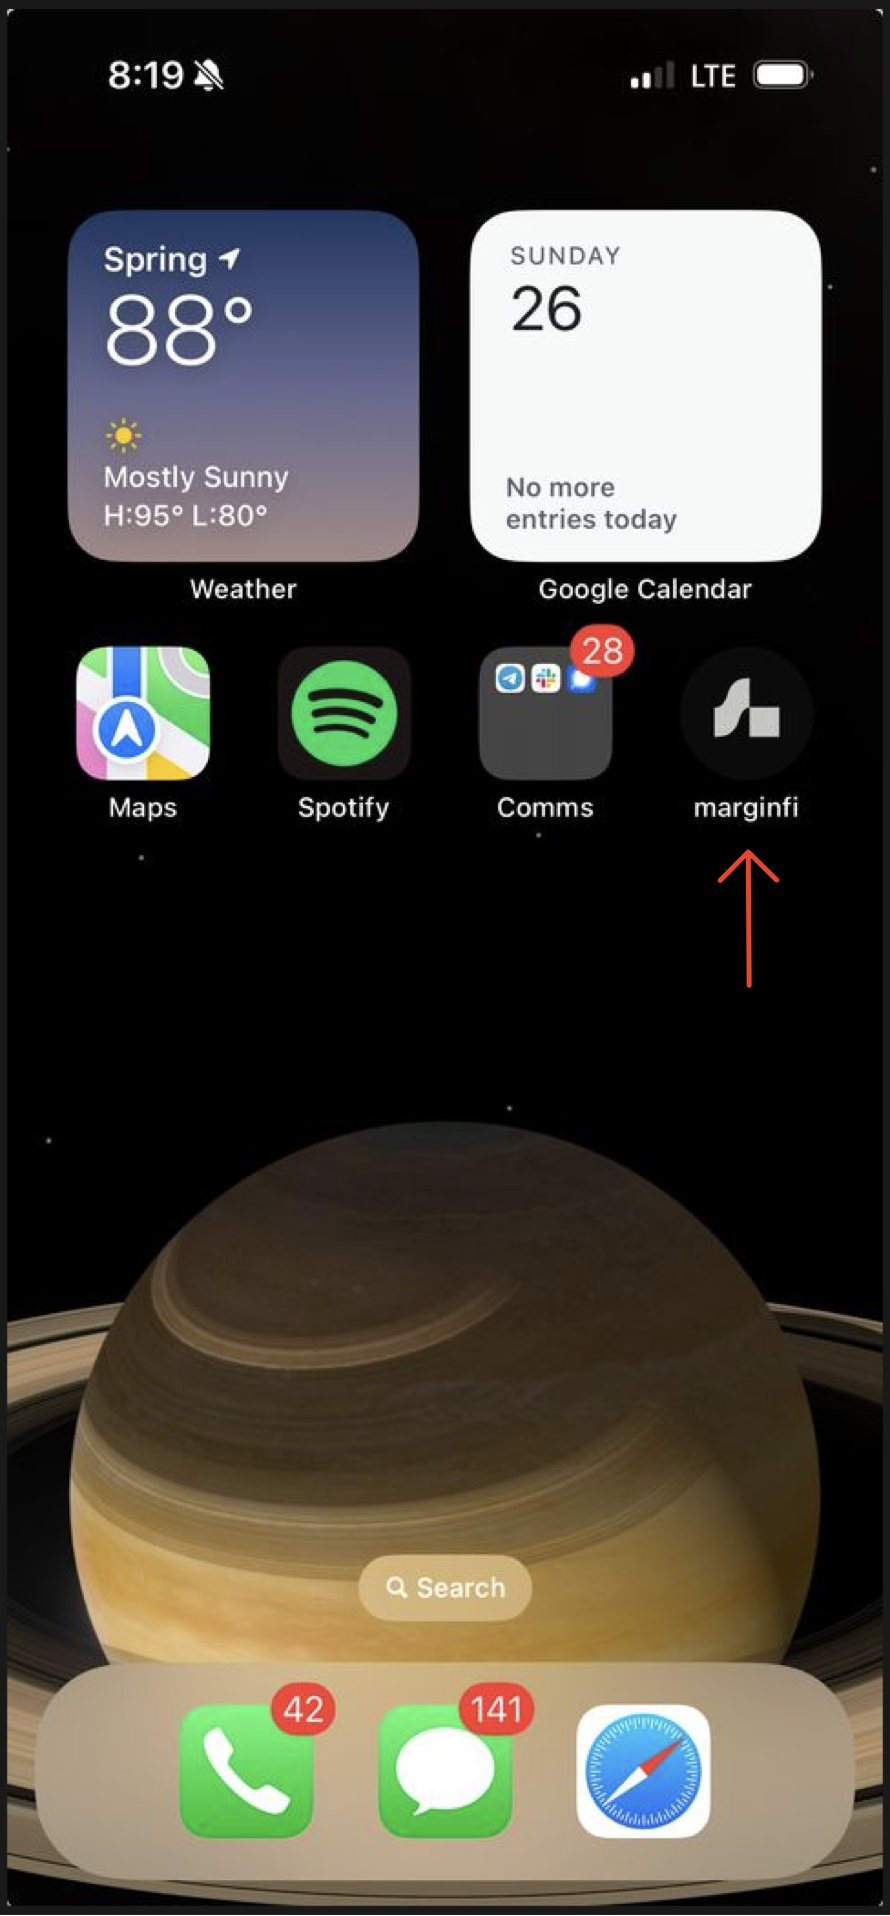 8:19
LTE
Spring
88°
Mostly Sunny
H:95° L:80°
Weather
SUNDAY
26
No more
entries today
Google Calendar
28
Maps
Spotify
Comms
marginfi
Search
42
141